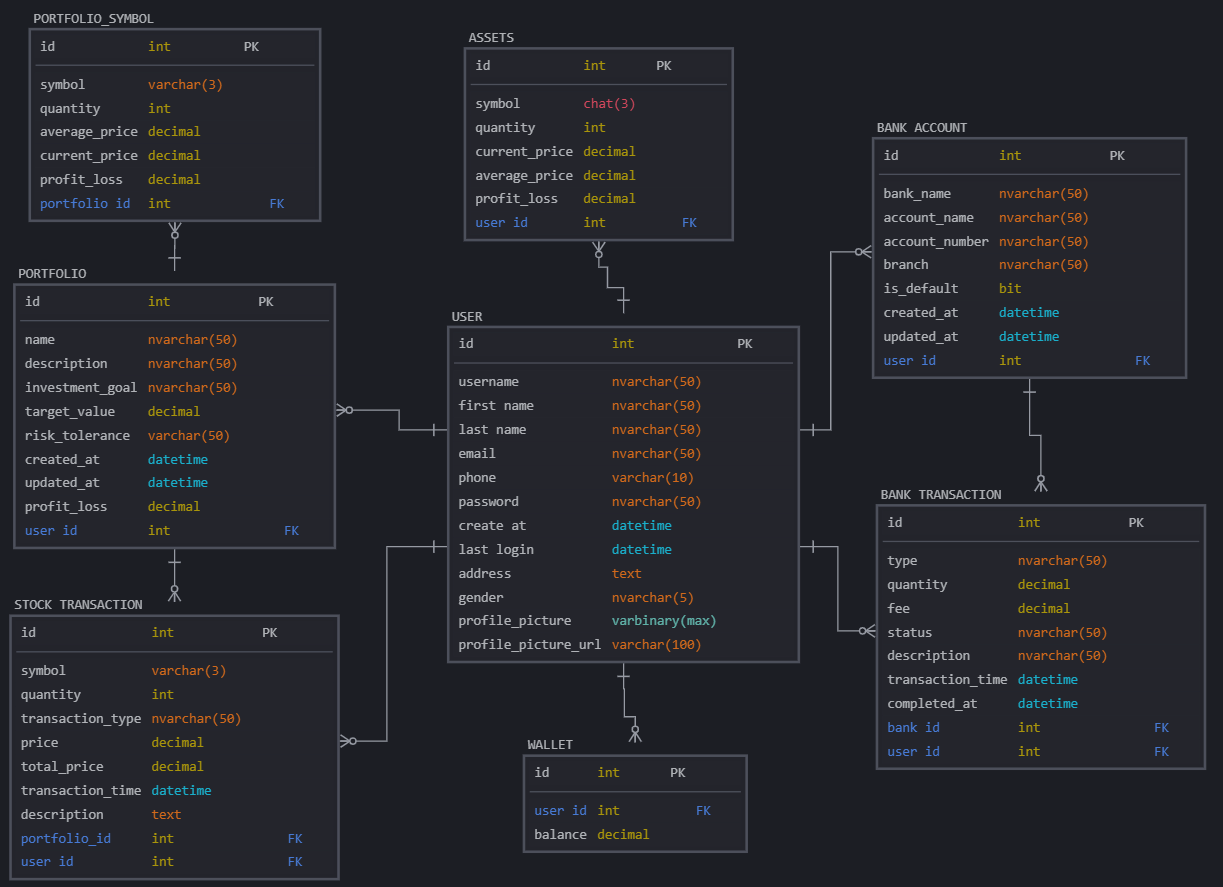 PORTFOLIO_SYMBOL
id int PK
symbol varchar(3)
quantity int
average_price decimal
current_price decimal
profit_loss decimal
portfolio id int FK
ASSETS
id int PK
symbol chat(3)
quantity int
current_price decimal
average_price decimal
profit_loss decimal
user id int FK
BANK ACCOUNT
id int PK
bank_name nvarchar(50)
account_name nvarchar(50)
account_number nvarchar(50)
branch nvarchar(50)
is_default bit
created_at datetime
updated_at datetime
user id int FK
PORTFOLIO
id int PK
name nvarchar(50)
description nvarchar(50)
investment_goal nvarchar(50)
target_value decimal
risk_tolerance varchar(50)
created_at datetime
updated_at datetime
profit_loss decimal
user id int FK
USER
id int PK
username nvarchar(50)
first name nvarchar(50)
last name nvarchar(50)
email nvarchar(50)
phone varchar(10)
password nvarchar(50)
create at datetime
last login datetime
address text
gender nvarchar(5)
profile_picture varbinary(max)
profile_picture_url varchar(100)
BANK TRANSACTION
id int PK
type nvarchar(50)
quantity decimal
fee decimal
status nvarchar(50)
description nvarchar(50)
transaction_time datetime
completed_at datetime
bank id int FK
user id int FK
STOCK TRANSACTION
id int PK
symbol varchar(3)
quantity int
transaction_type nvarchar(50)
price decimal
total_price decimal
transaction_time datetime
description text
portfolio_id int FK
user id int FK
WALLET
id int PK
user id int FK
balance decimal